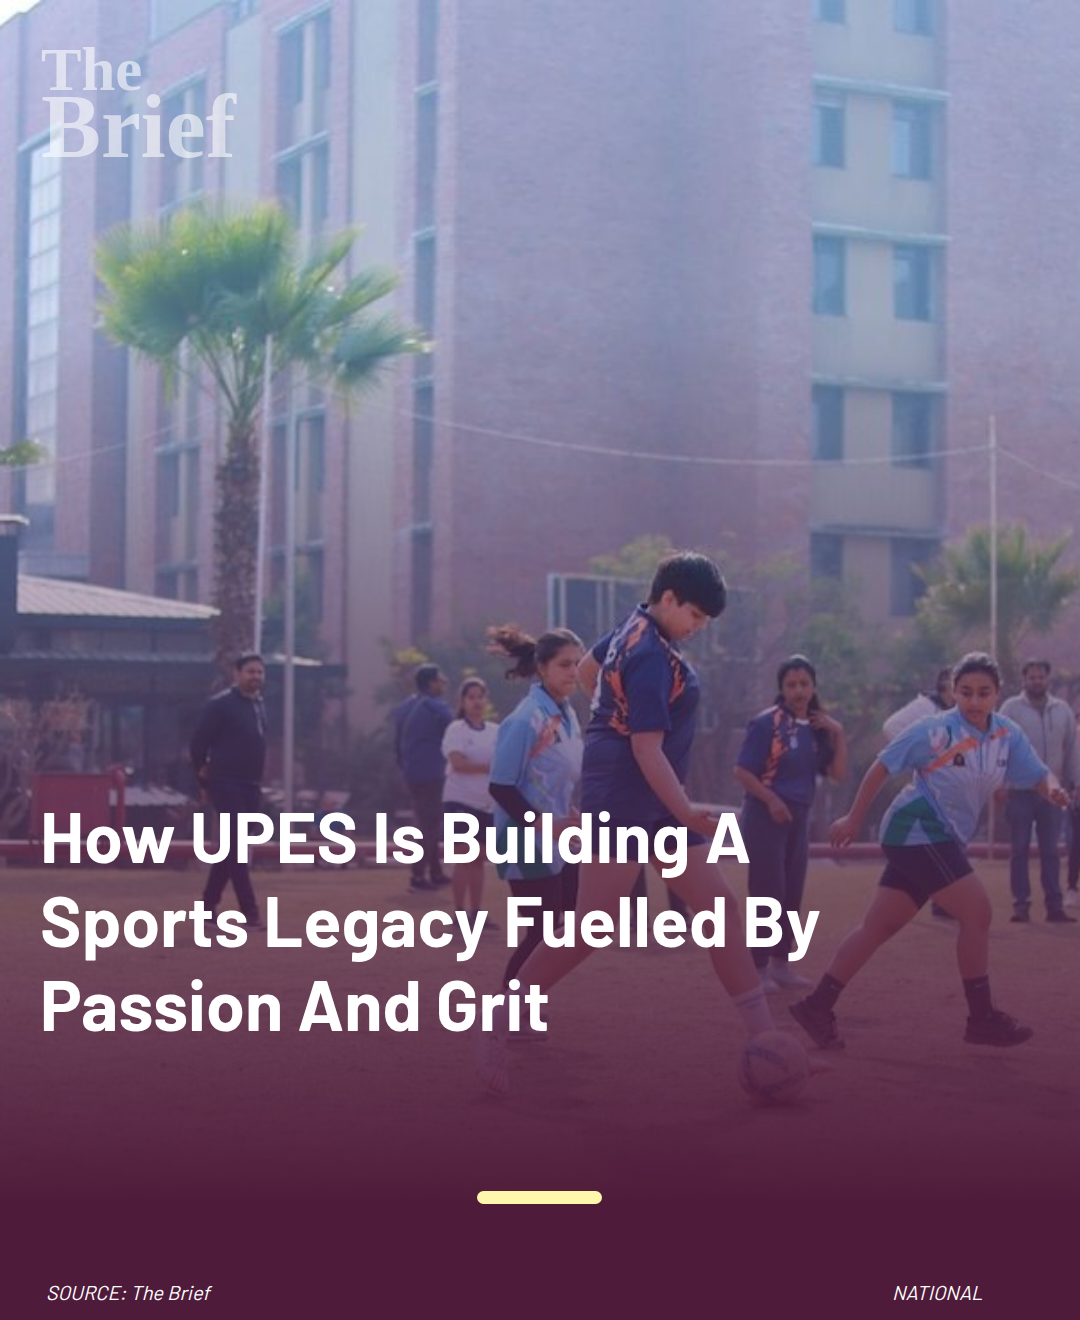 The
Brief
How UPES Is Building A
Sports Legacy Fuelled By
Passion And Grit
SOURCE: The Brief
NATIONAL